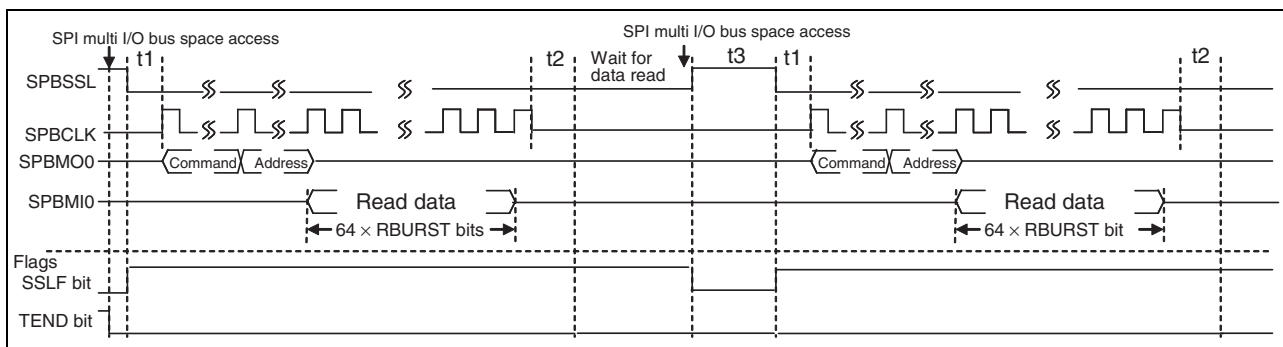 SPI multi I/O bus space access
SPI multi I/O bus space access
t1
t2
Wait for
data read
t3
t1
t2
SPBSSL
SPBCLK
SPBMO0
Command
Address
Command
Address
SPBMI0
Read data
Read data
64 × RBURST bits
64 × RBURST bit
Flags
SSLF bit
TEND bit